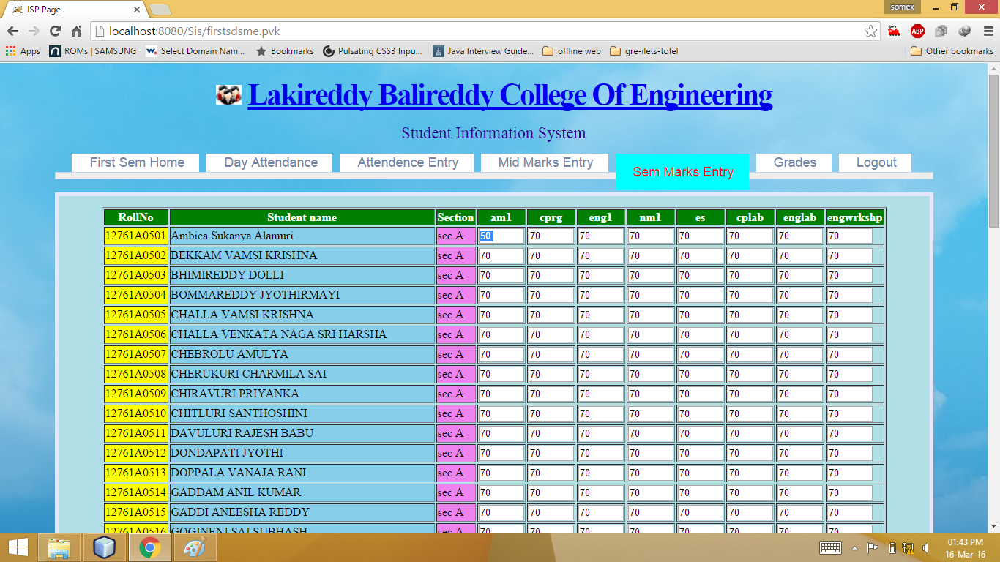 JSP Page
somex
localhost:8080/Sis/firstsdsme.pvk
ABP
Apps ROMs | SAMSUNG Select Domain Nam... Bookmarks Pulsating CSS3 Inpu... Java Interview Guide... offline web gre-ilets-tofel Other bookmarks
Lakireddy Balireddy College Of Engineering
Student Information System
First Sem Home Day Attendance Attendence Entry Mid Marks Entry Sem Marks Entry Grades Logout
RollNo Student name Section am1 cprg eng1 nm1 es cplab englab engwrkshp
12761A0501 Ambica Sukanya Alamuri sec A 50 70 70 70 70 70 70 70
12761A0502 BEKKAM VAMSI KRISHNA sec A 70 70 70 70 70 70 70 70
12761A0503 BHIMIREDDY DOLLI sec A 70 70 70 70 70 70 70 70
12761A0504 BOMMAREDDY JYOTHIRMAYI sec A 70 70 70 70 70 70 70 70
12761A0505 CHALLA VAMSI KRISHNA sec A 70 70 70 70 70 70 70 70
12761A0506 CHALLA VENKATA NAGA SRI HARSHA sec A 70 70 70 70 70 70 70 70
12761A0507 CHEBROLU AMULYA sec A 70 70 70 70 70 70 70 70
12761A0508 CHERUKURI CHARMILA SAI sec A 70 70 70 70 70 70 70 70
12761A0509 CHIRAVURI PRIYANKA sec A 70 70 70 70 70 70 70 70
12761A0510 CHITLURI SANTHOSHINI sec A 70 70 70 70 70 70 70 70
12761A0511 DAVULURI RAJESH BABU sec A 70 70 70 70 70 70 70 70
12761A0512 DONDAPATI JYOTHI sec A 70 70 70 70 70 70 70 70
12761A0513 DOPPALA VANAJA RANI sec A 70 70 70 70 70 70 70 70
12761A0514 GADDAM ANIL KUMAR sec A 70 70 70 70 70 70 70 70
12761A0515 GADDI ANEESHA REDDY sec A 70 70 70 70 70 70 70 70
12761A0516 GOGINENI SAI SUBHASH sec A 70 70 70 70 70 70 70 70
01:43 PM
16-Mar-16